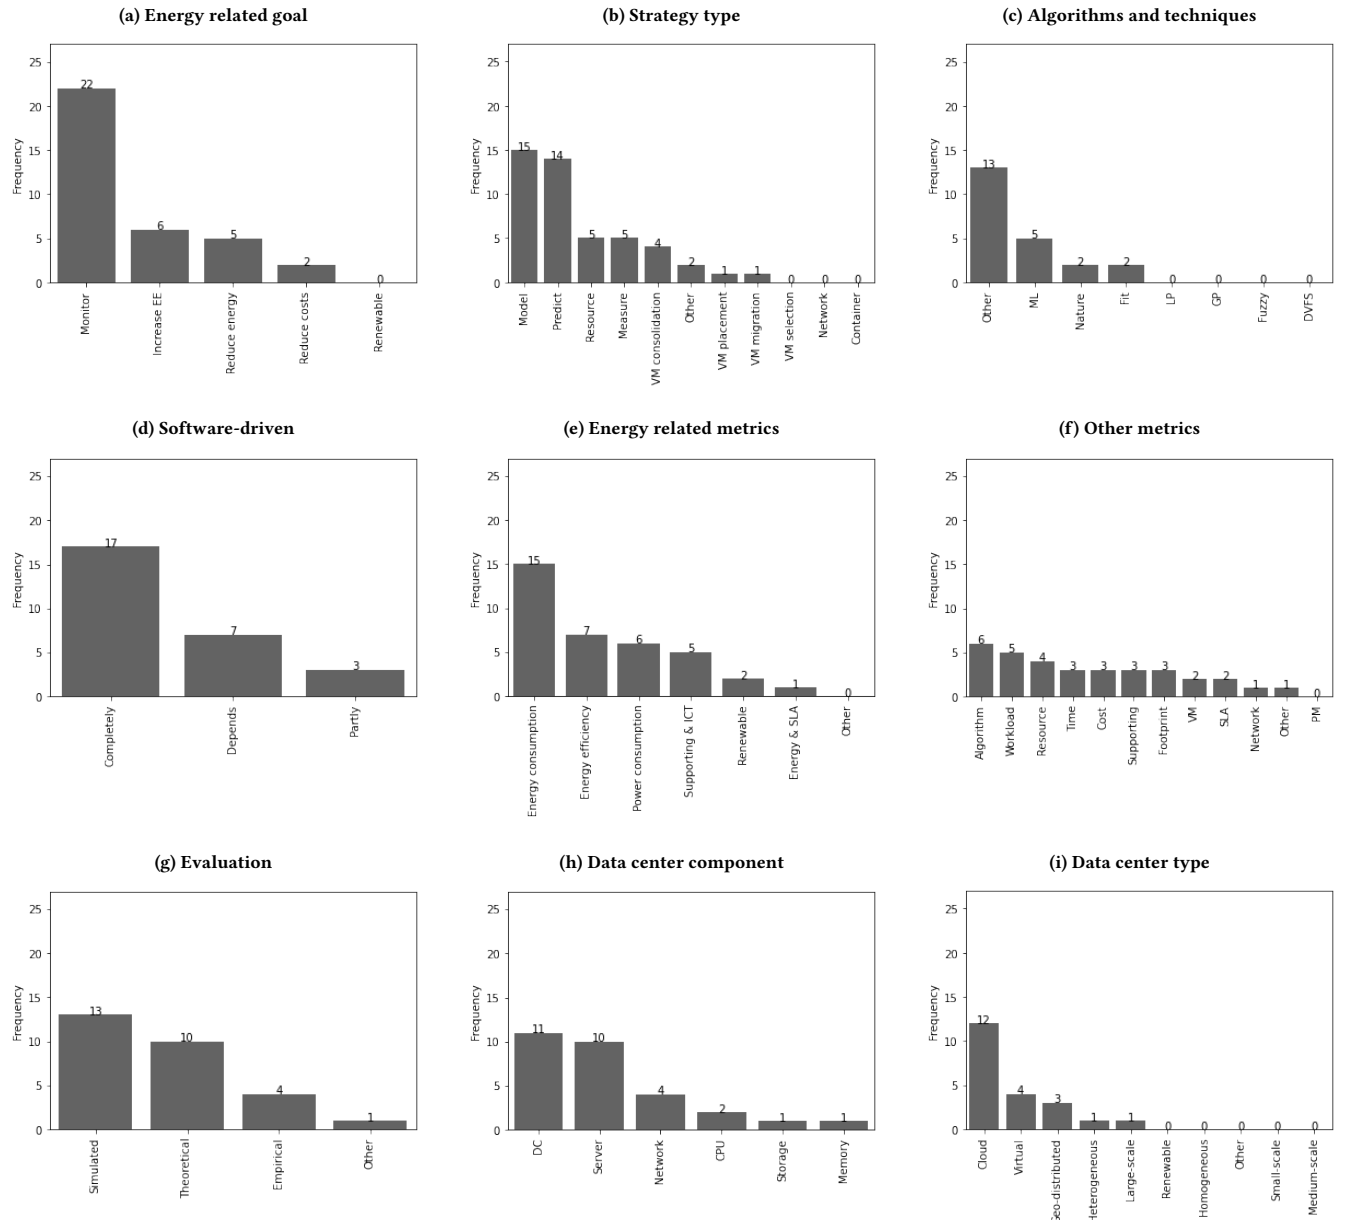 (a) Energy related goal
25
20
15
10
5
0
Frequency
22
6
5
2
0
Monitor
Increase EE
Reduce energy
Reduce costs
Renewable
(b) Strategy type
25
20
15
10
5
0
Frequency
15
14
5
5
4
2
1
1
0
0
0
Model
Predict
Resource
Measure
VM consolidation
Other
VM placement
VM migration
VM selection
Network
Container
(c) Algorithms and techniques
25
20
15
10
5
0
Frequency
13
5
2
2
0
0
0
0
Other
ML
Nature
Fit
LP
GP
Fuzzy
DVFS
(d) Software-driven
25
20
15
10
5
0
Frequency
17
7
3
Completely
Depends
Partly
(e) Energy related metrics
25
20
15
10
5
0
Frequency
15
7
6
5
2
1
0
Energy consumption
Energy efficiency
Power consumption
Supporting & ICT
Renewable
Energy & SLA
Other
(f) Other metrics
25
20
15
10
5
0
Frequency
6
5
4
3
3
3
3
2
2
1
1
0
Algorithm
Workload
Resource
Time
Cost
Supporting
Footprint
VM
SLA
Network
Other
PM
(g) Evaluation
25
20
15
10
5
0
Frequency
13
10
4
1
Simulated
Theoretical
Empirical
Other
(h) Data center component
25
20
15
10
5
0
Frequency
11
10
4
2
1
1
DC
Server
Network
CPU
Storage
Memory
(i) Data center type
25
20
15
10
5
0
Frequency
12
4
3
1
1
0
0
0
0
0
Cloud
Virtual
Geo-distributed
Heterogeneous
Large-scale
Renewable
Homogeneous
Other
Small-scale
Medium-scale